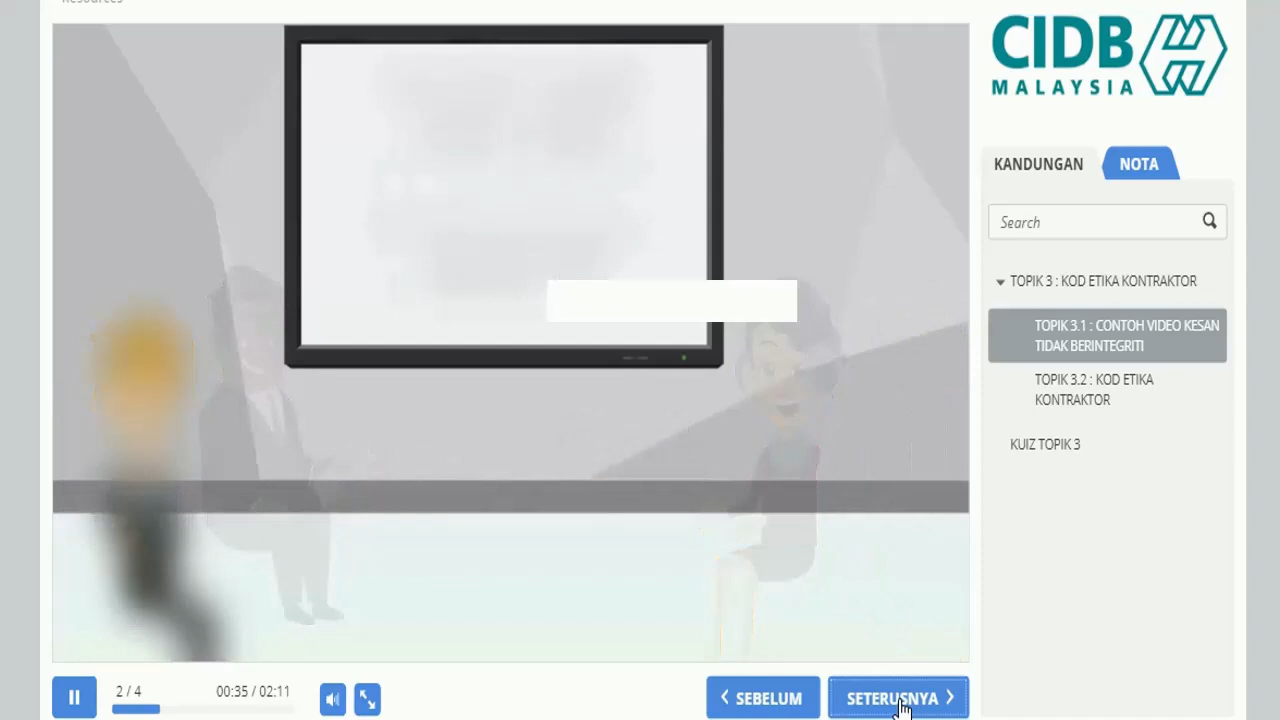 Resources
CIDB
MALAYSIA
KANDUNGAN
NOTA
Search
TOPIK 3 : KOD ETIKA KONTRAKTOR
TOPIK 3.1 : CONTOH VIDEO KESAN
TIDAK BERINTEGRITI
TOPIK 3.2 : KOD ETIKA
KONTRAKTOR
KUIZ TOPIK 3
2 / 4
00:35 / 02:11
SEBELUM
SETERUSNYA